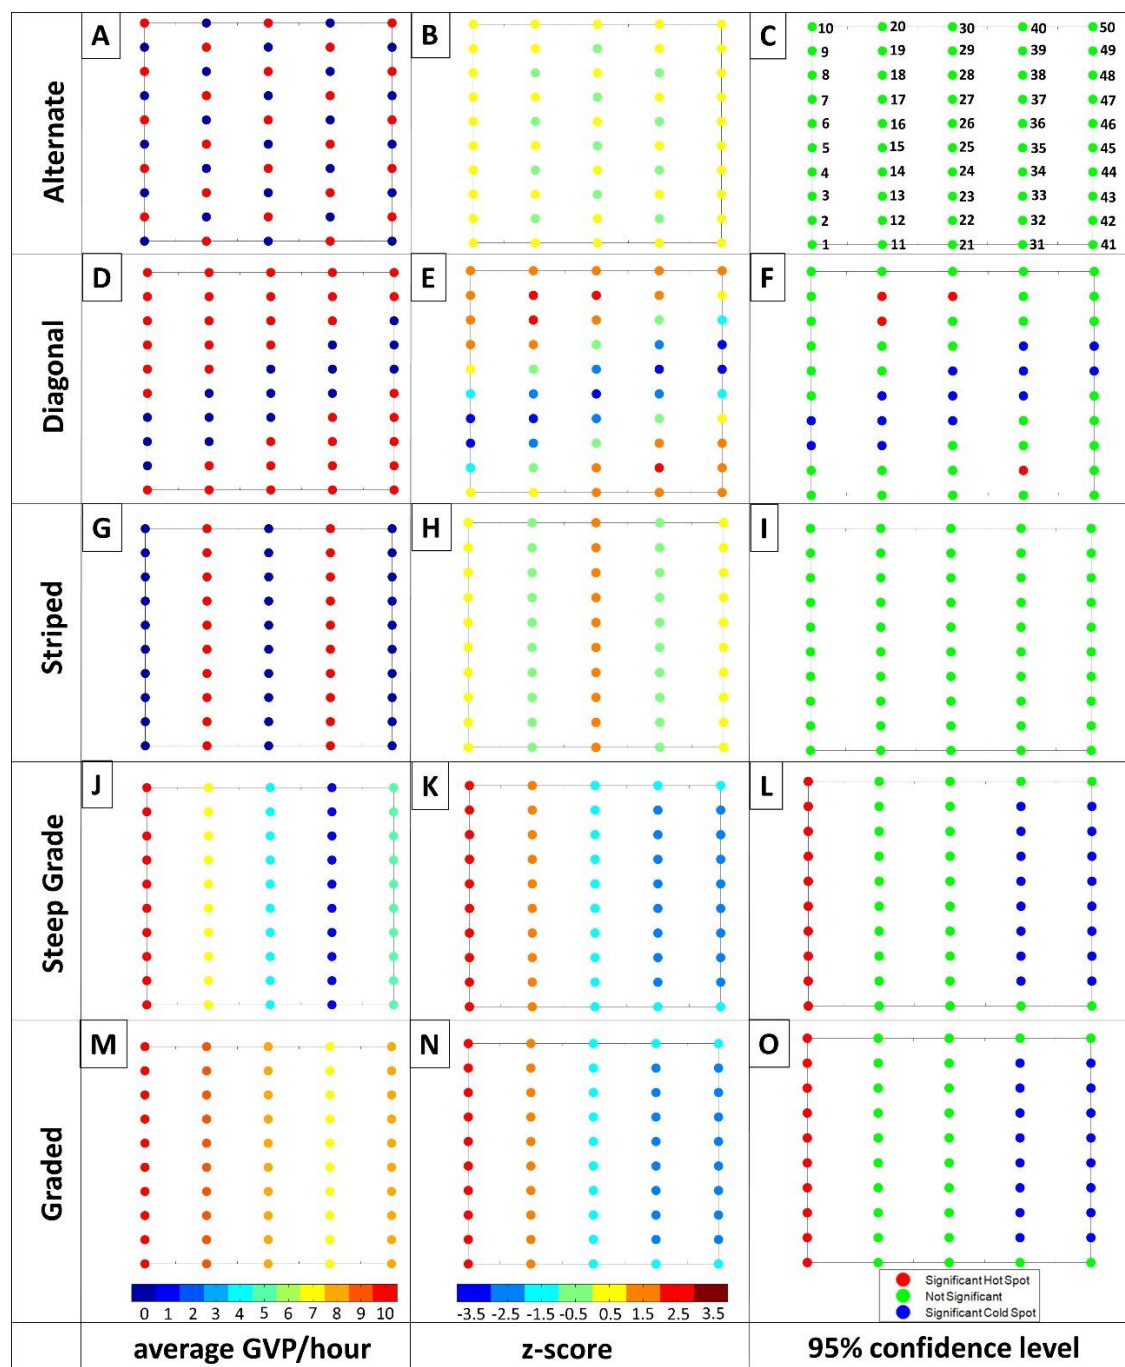 A
B
C
Alternate
10 20 30 40 50
9 19 29 39 49
8 18 28 38 48
7 17 27 37 47
6 16 26 36 46
5 15 25 35 45
4 14 24 34 44
3 13 23 33 43
2 12 22 32 42
1 11 21 31 41
D
E
F
Diagonal
G
H
I
Striped
J
K
L
Steep Grade
M
N
O
Graded
0 1 2 3 4 5 6 7 8 9 10
-3.5 -2.5 -1.5 -0.5 0.5 1.5 2.5 3.5
Significant Hot Spot
Not Significant
Significant Cold Spot
average GVP/hour
z-score
95% confidence level